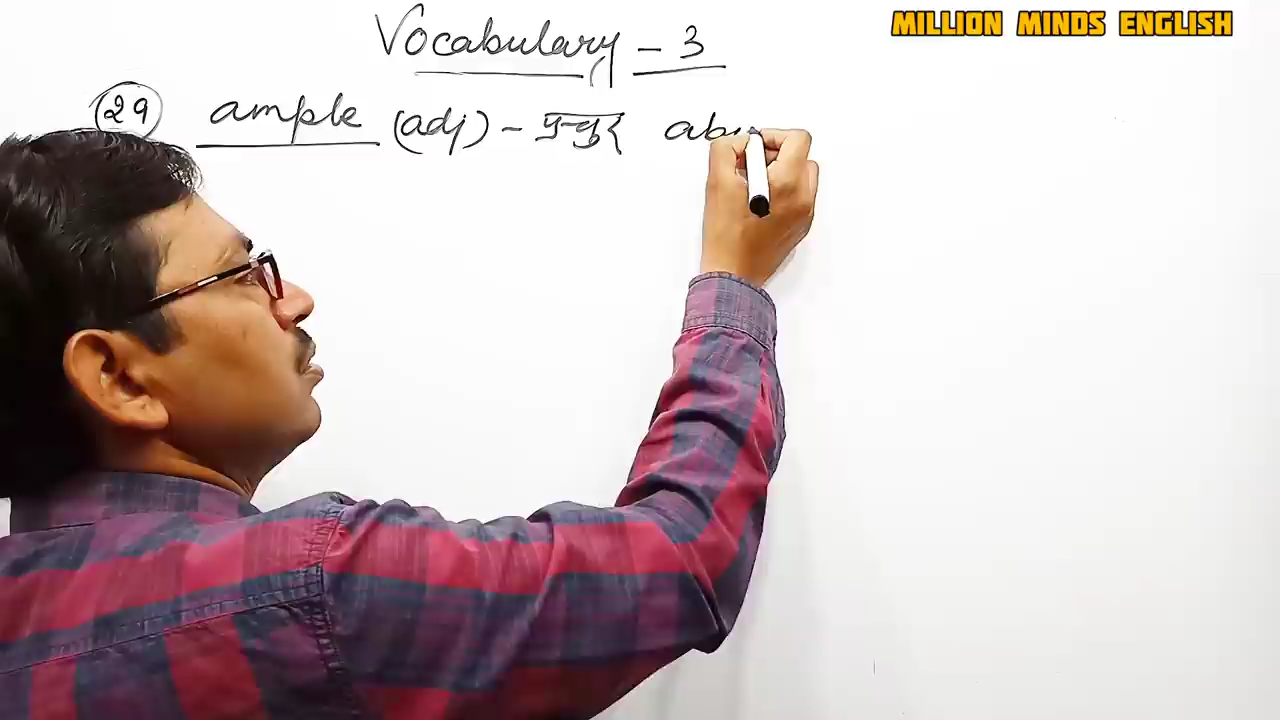 MILLION MINDS ENGLISH
Vocabulary - 3
29 ample (adj) - प्रचुर